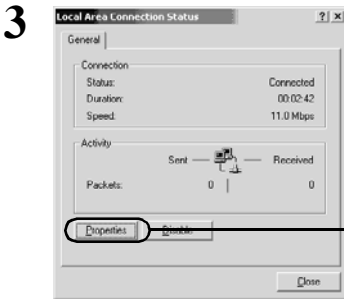 3
Local Area Connection Status
General
Connection
Status: Connected
Duration: 00:02:42
Speed: 11.0 Mbps
Activity
Sent Received
Packets: 0 0
Properties Disable
Close